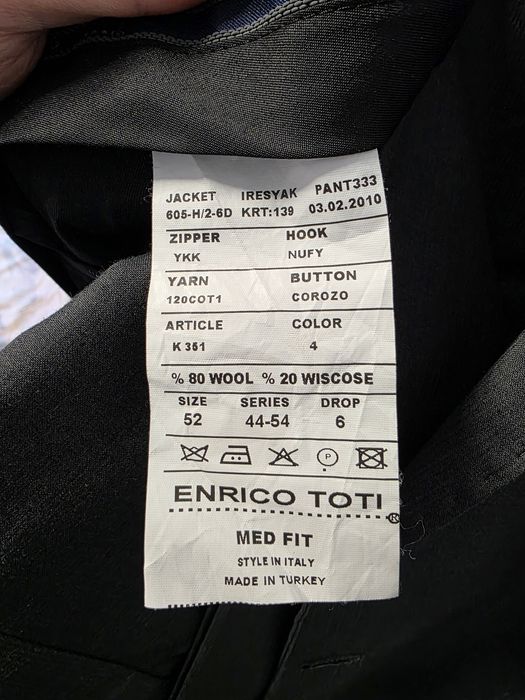 JACKET IRESYAK PANT333
605-H/2-6D KRT:139 03.02.2010
ZIPPER HOOK
YKK NUFY
YARN BUTTON
120COT1 COROZO
ARTICLE COLOR
K 351 4
% 80 WOOL % 20 WISCOSE
SIZE SERIES DROP
52 44-54 6
P
ENRICO TOTI
®
MED FIT
STYLE IN ITALY
MADE IN TURKEY